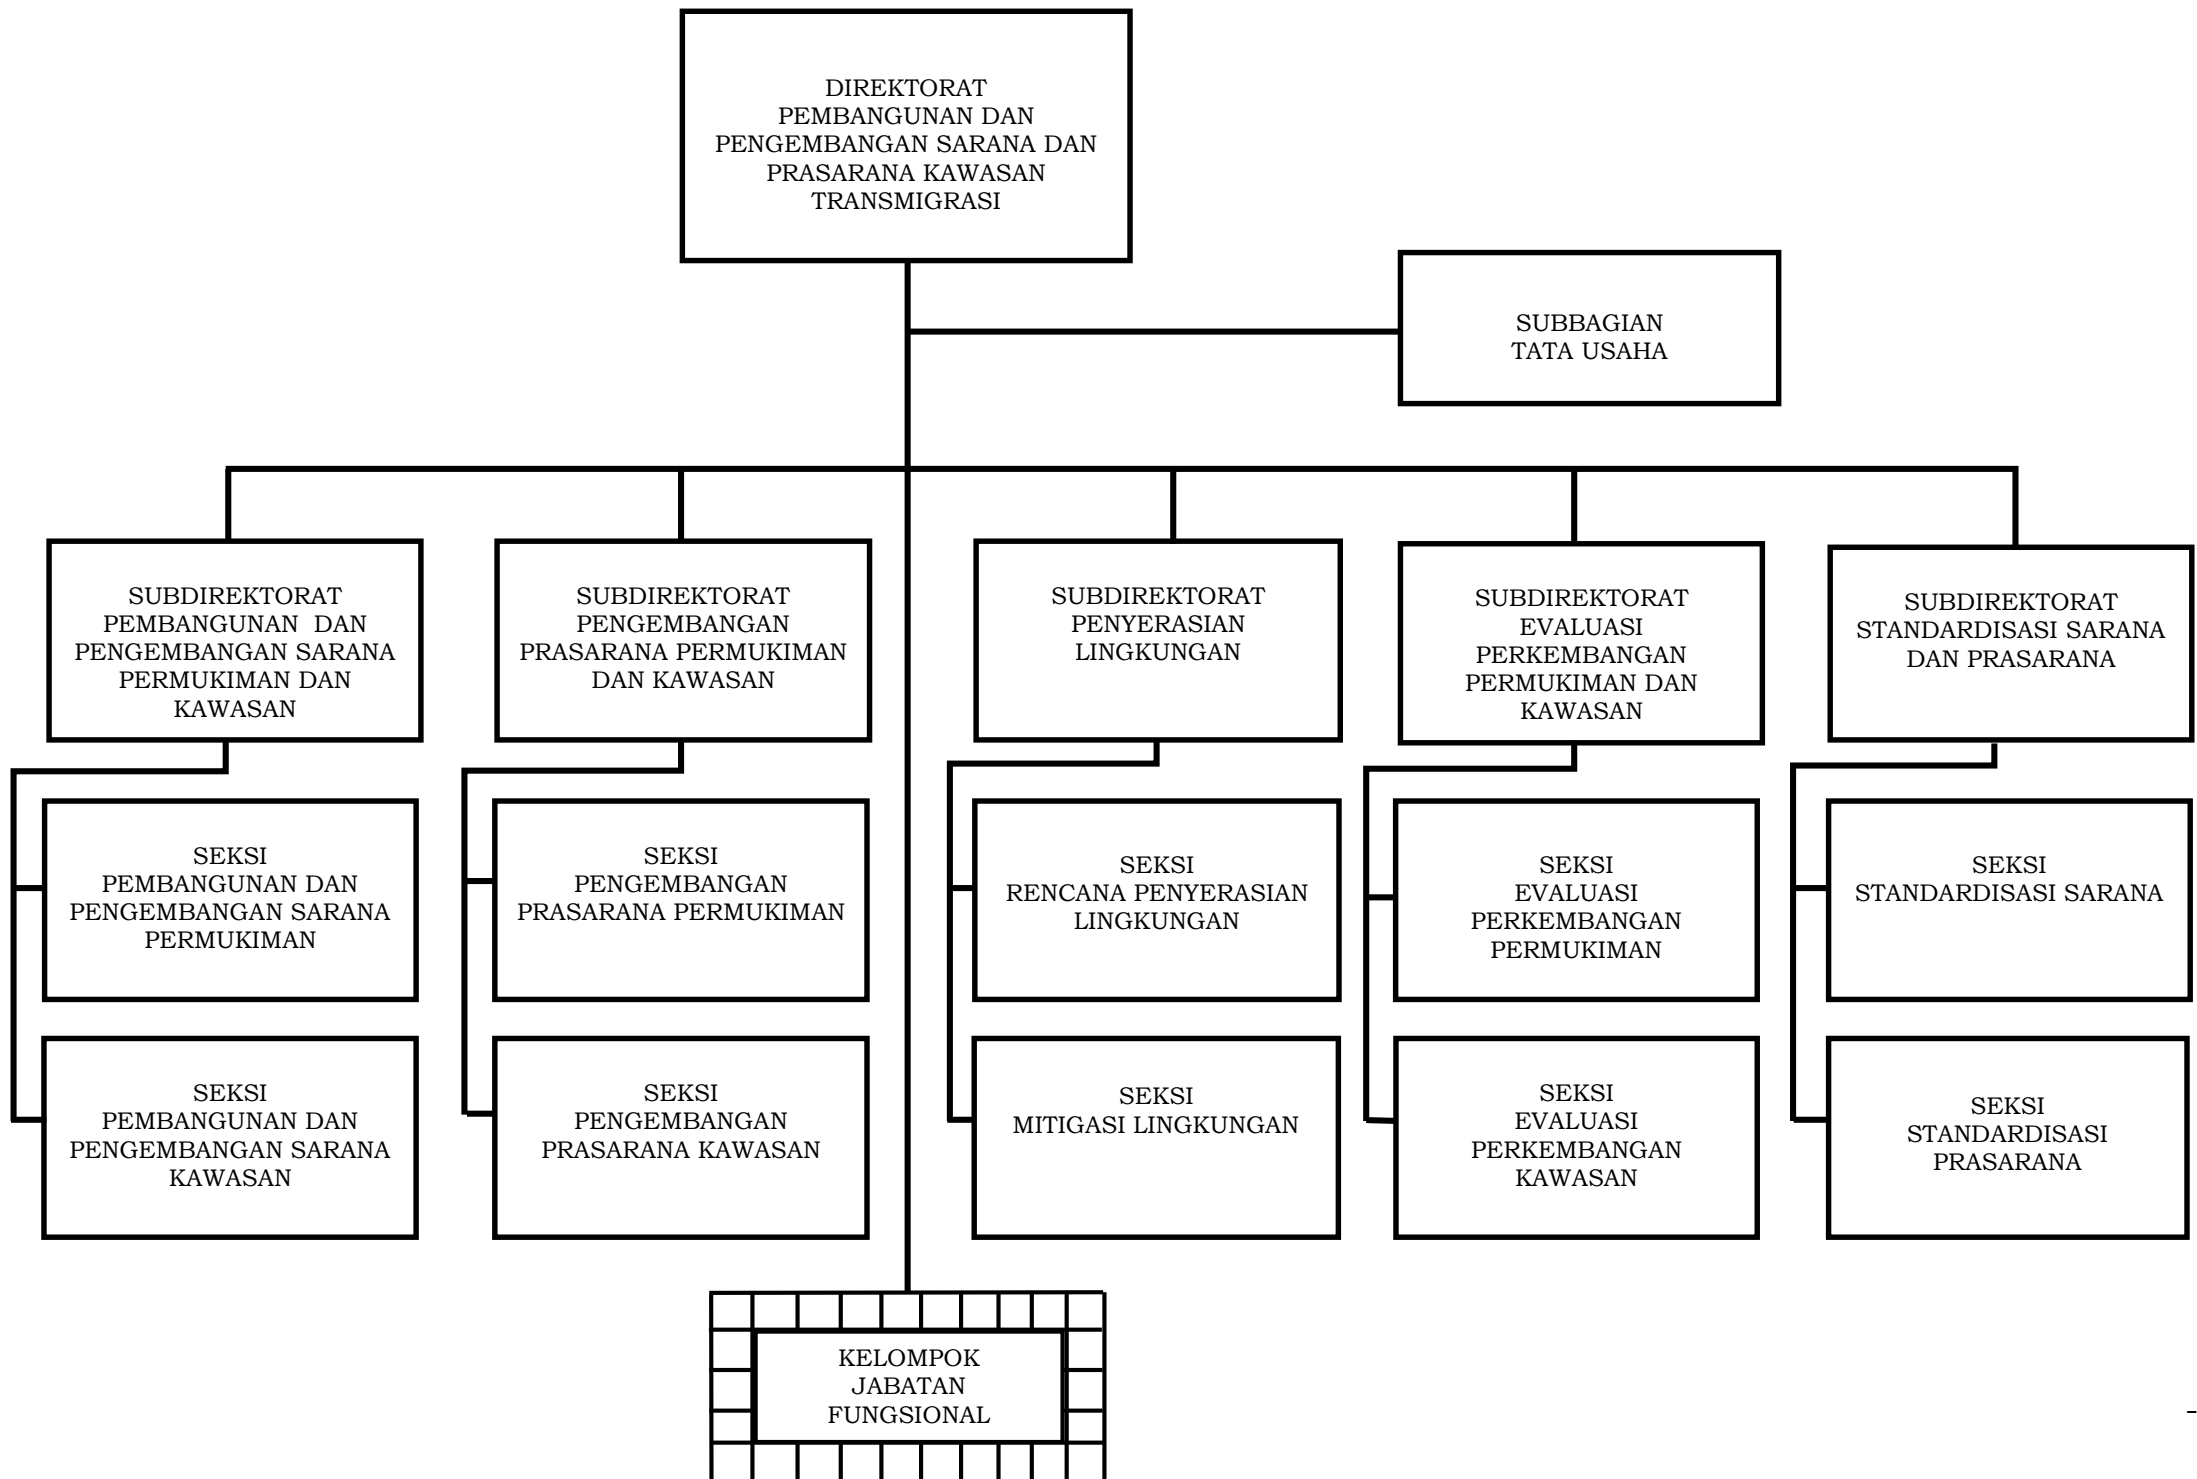 DIREKTORAT
PEMBANGUNAN DAN
PENGEMBANGAN SARANA DAN
PRASARANA KAWASAN
TRANSMIGRASI
SUBBAGIAN
TATA USAHA
SUBDIREKTORAT
PEMBANGUNAN DAN
PENGEMBANGAN SARANA
PERMUKIMAN DAN
KAWASAN
SUBDIREKTORAT
PENGEMBANGAN
PRASARANA PERMUKIMAN
DAN KAWASAN
SUBDIREKTORAT
PENYERASIAN
LINGKUNGAN
SUBDIREKTORAT
EVALUASI
PERKEMBANGAN
PERMUKIMAN DAN
KAWASAN
SUBDIREKTORAT
STANDARDISASI SARANA
DAN PRASARANA
SEKSI
PEMBANGUNAN DAN
PENGEMBANGAN SARANA
PERMUKIMAN
SEKSI
PENGEMBANGAN
PRASARANA PERMUKIMAN
SEKSI
RENCANA PENYERASIAN
LINGKUNGAN
SEKSI
EVALUASI
PERKEMBANGAN
PERMUKIMAN
SEKSI
STANDARDISASI SARANA
SEKSI
PEMBANGUNAN DAN
PENGEMBANGAN SARANA
KAWASAN
SEKSI
PENGEMBANGAN
PRASARANA KAWASAN
SEKSI
MITIGASI LINGKUNGAN
SEKSI
EVALUASI
PERKEMBANGAN
KAWASAN
SEKSI
STANDARDISASI
PRASARANA
KELOMPOK
JABATAN
FUNGSIONAL
-